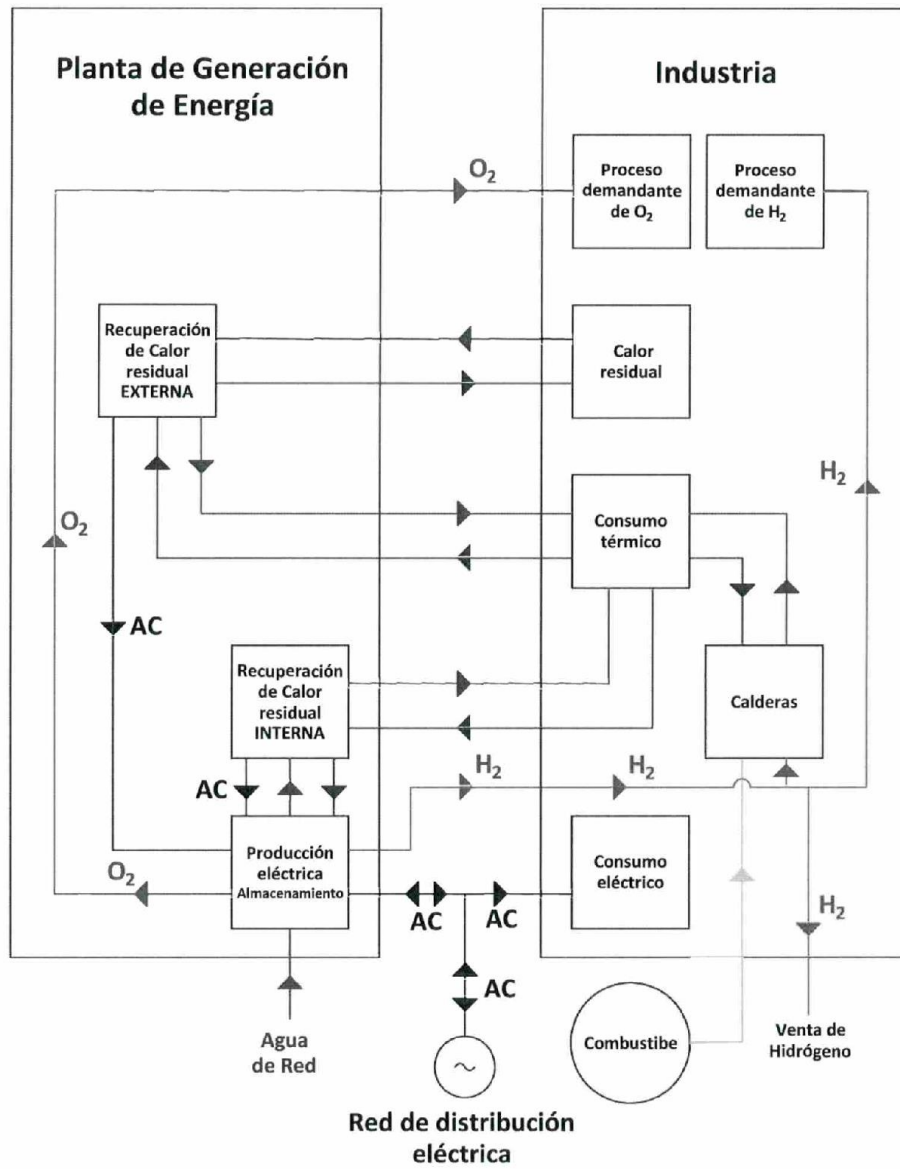 Planta de Generación
de Energía
Industria
O₂
Proceso
demandante
de O₂
Proceso
demandante
de H₂
Recuperación
de Calor
residual
EXTERNA
Calor
residual
H₂
O₂
Consumo
térmico
AC
Recuperación
de Calor
residual
INTERNA
Calderas
AC
H₂
H₂
Producción
eléctrica
Almacenamiento
Consumo
eléctrico
O₂
AC
AC
H₂
AC
Agua
de Red
Combustibe
Venta de
Hidrógeno
~
Red de distribución
eléctrica